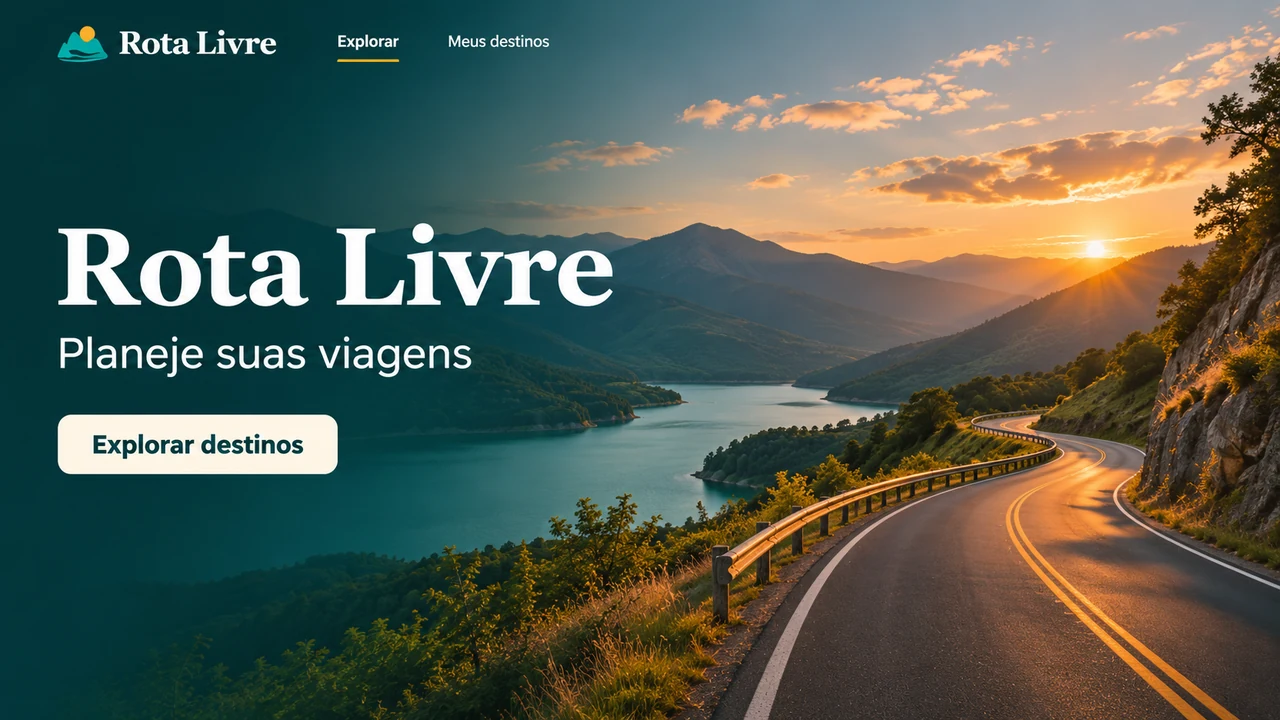 Rota Livre
Explorar
Meus destinos
Rota Livre
Planeje suas viagens
Explorar destinos